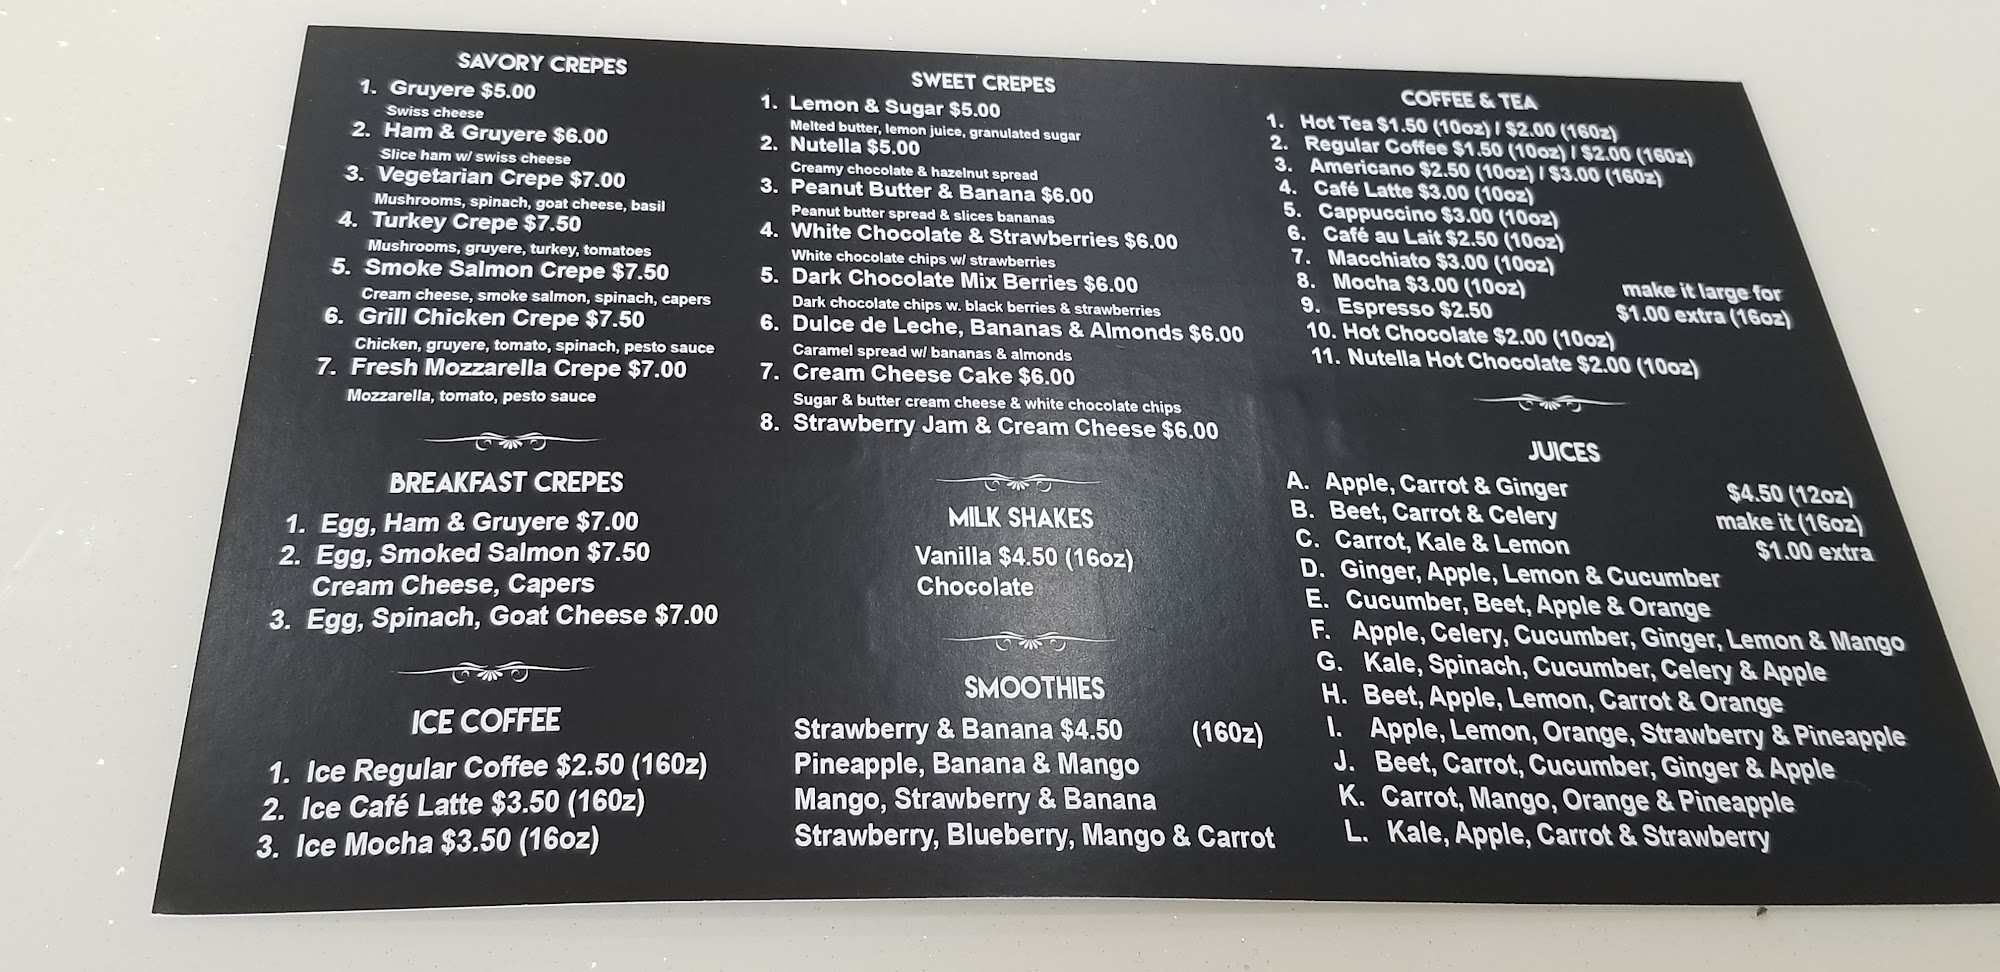 SAVORY CREPES
1. Gruyere $5.00
Swiss cheese
2. Ham & Gruyere $6.00
Slice ham w/ swiss cheese
3. Vegetarian Crepe $7.00
Mushrooms, spinach, goat cheese, basil
4. Turkey Crepe $7.50
Mushrooms, gruyere, turkey, tomatoes
5. Smoke Salmon Crepe $7.50
Cream cheese, smoke salmon, spinach, capers
6. Grill Chicken Crepe $7.50
Chicken, gruyere, tomato, spinach, pesto sauce
7. Fresh Mozzarella Crepe $7.00
Mozzarella, tomato, pesto sauce
BREAKFAST CREPES
1. Egg, Ham & Gruyere $7.00
2. Egg, Smoked Salmon $7.50
Cream Cheese, Capers
3. Egg, Spinach, Goat Cheese $7.00
ICE COFFEE
1. Ice Regular Coffee $2.50 (16oz)
2. Ice Café Latte $3.50 (16oz)
3. Ice Mocha $3.50 (16oz)
SWEET CREPES
1. Lemon & Sugar $5.00
Melted butter, lemon juice, granulated sugar
2. Nutella $5.00
Creamy chocolate & hazelnut spread
3. Peanut Butter & Banana $6.00
Peanut butter spread & slices bananas
4. White Chocolate & Strawberries $6.00
White chocolate chips w/ strawberries
5. Dark Chocolate Mix Berries $6.00
Dark chocolate chips w. black berries & strawberries
6. Dulce de Leche, Bananas & Almonds $6.00
Caramel spread w/ bananas & almonds
7. Cream Cheese Cake $6.00
Sugar & butter cream cheese & white chocolate chips
8. Strawberry Jam & Cream Cheese $6.00
MILK SHAKES
Vanilla $4.50 (16oz)
Chocolate
SMOOTHIES
Strawberry & Banana $4.50 (16oz)
Pineapple, Banana & Mango
Mango, Strawberry & Banana
Strawberry, Blueberry, Mango & Carrot
COFFEE & TEA
1. Hot Tea $1.50 (10oz) / $2.00 (16oz)
2. Regular Coffee $1.50 (10oz) / $2.00 (16oz)
3. Americano $2.50 (10oz) / $3.00 (16oz)
4. Café Latte $3.00 (10oz)
5. Cappuccino $3.00 (10oz)
6. Café au Lait $2.50 (10oz)
7. Macchiato $3.00 (10oz)
8. Mocha $3.00 (10oz) make it large for
9. Espresso $2.50 $1.00 extra (16oz)
10. Hot Chocolate $2.00 (10oz)
11. Nutella Hot Chocolate $2.00 (10oz)
JUICES
A. Apple, Carrot & Ginger $4.50 (12oz)
B. Beet, Carrot & Celery make it (16oz)
C. Carrot, Kale & Lemon $1.00 extra
D. Ginger, Apple, Lemon & Cucumber
E. Cucumber, Beet, Apple & Orange
F. Apple, Celery, Cucumber, Ginger, Lemon & Mango
G. Kale, Spinach, Cucumber, Celery & Apple
H. Beet, Apple, Lemon, Carrot & Orange
I. Apple, Lemon, Orange, Strawberry & Pineapple
J. Beet, Carrot, Cucumber, Ginger & Apple
K. Carrot, Mango, Orange & Pineapple
L. Kale, Apple, Carrot & Strawberry